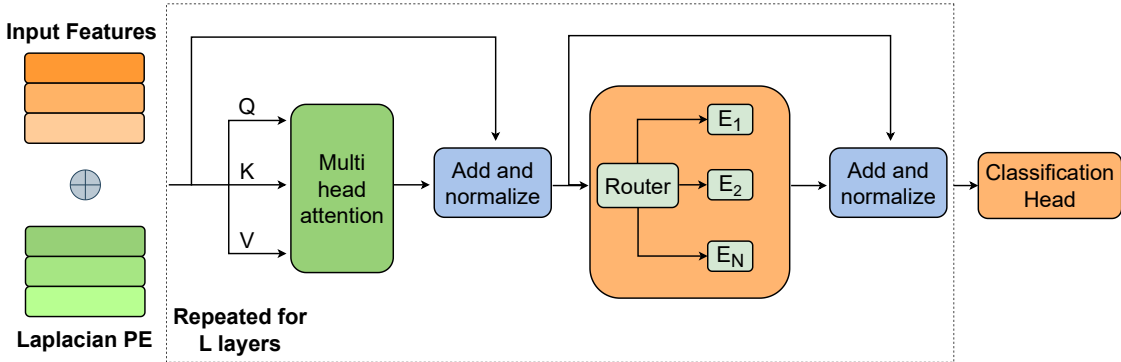 Input Features
Laplacian PE
Repeated for
L layers
Q
K
V
Multi
head
attention
Add and
normalize
Router
E1
E2
EN
Add and
normalize
Classification
Head